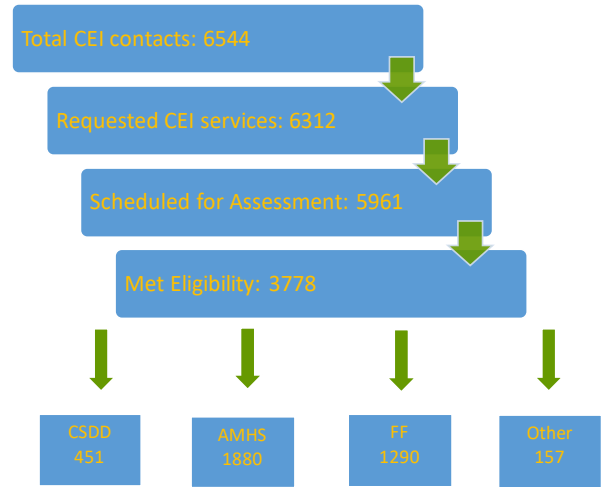 Total CEI contacts: 6544
Requested CEI services: 6312
Scheduled for Assessment: 5961
Met Eligibility: 3778
CSDD
451
AMHS
1880
FF
1290
Other
157